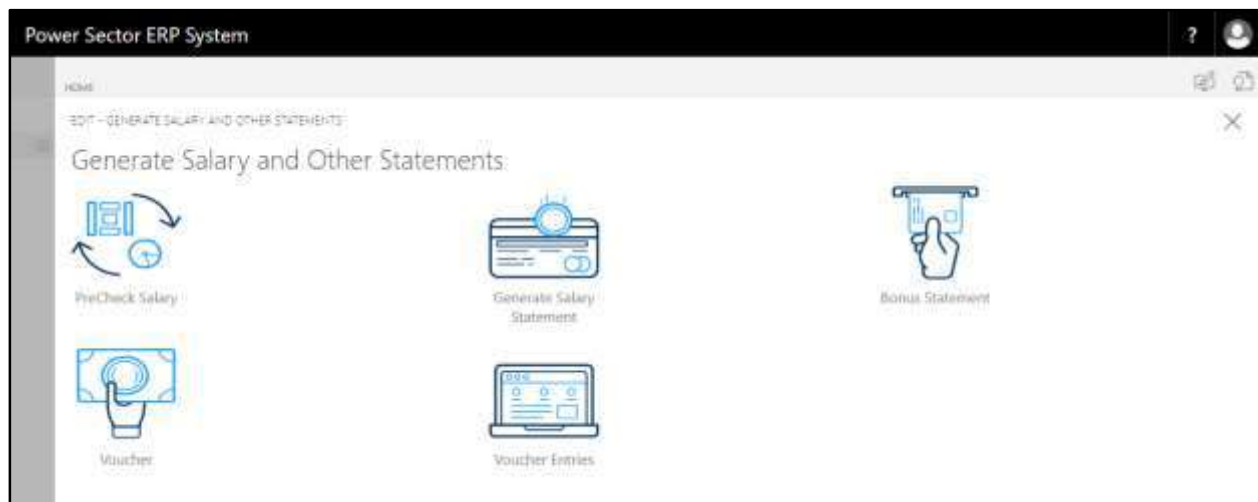 Power Sector ERP System
?
HOME
EDIT - GENERATE SALARY AND OTHER STATEMENTS
Generate Salary and Other Statements
PreCheck Salary
Generate Salary
Statement
Bonus Statement
Voucher
Voucher Entries